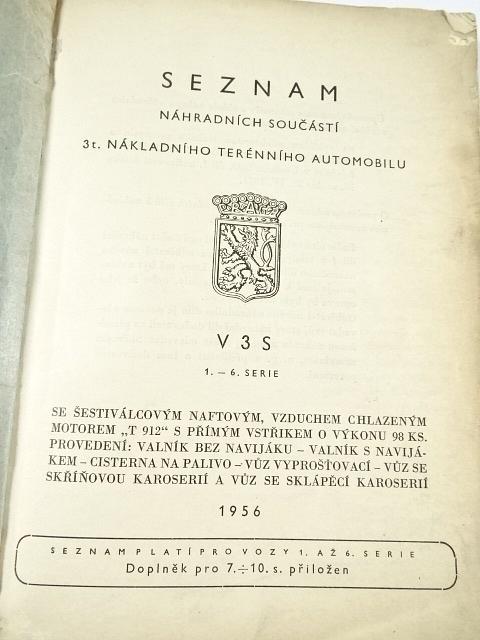 SEZNAM
NÁHRADNÍCH SOUČÁSTÍ
3t. NÁKLADNÍHO TERÉNNÍHO AUTOMOBILU
PRAGA
V3S
1. – 6. SERIE
SE ŠESTIVÁLCOVÝM NAFTOVÝM, VZDUCHEM CHLAZENÝM
MOTOREM „T 912“ S PŘÍMÝM VSTŘIKEM O VÝKONU 98 KS.
PROVEDENÍ: VALNÍK BEZ NAVIJÁKU – VALNÍK S NAVIJÁ-
KEM – CISTERNA NA PALIVO – VŮZ VYPROŠŤOVACÍ – VŮZ SE
SKŘÍŇOVOU KAROSERIÍ A VŮZ SE SKLÁPĚCÍ KAROSERIÍ
1956
SEZNAM PLATÍ PRO VOZY 1. AŽ 6. SERIE
Doplněk pro 7.÷10. s. přiložen